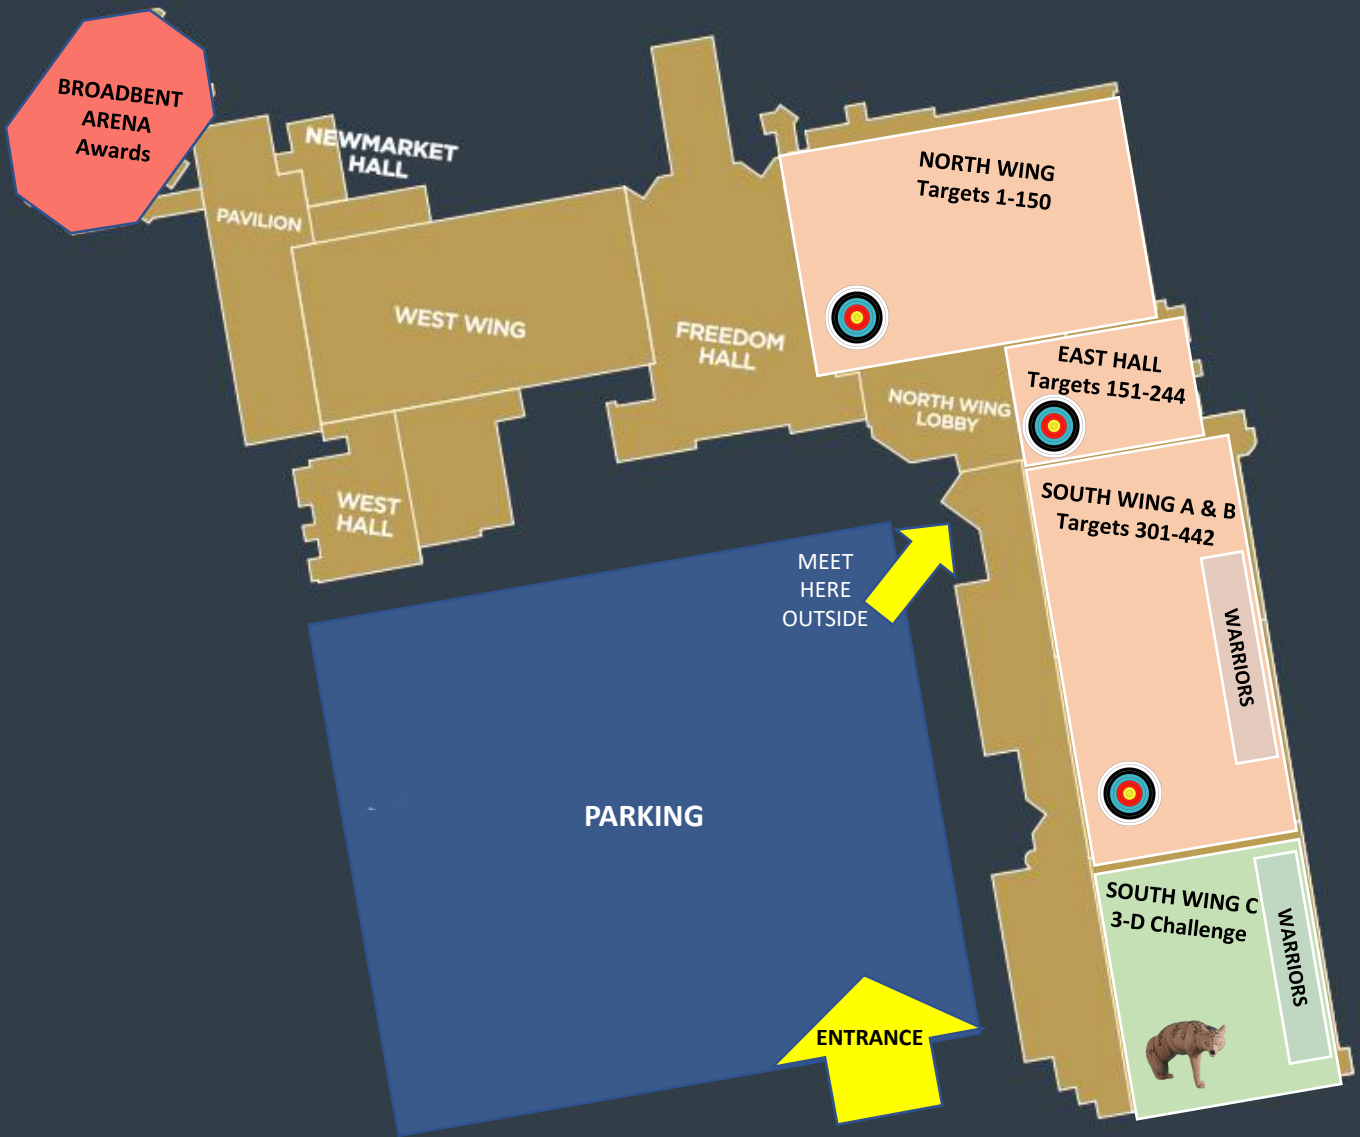 BROADBENT
ARENA
Awards
NEWMARKET
HALL
PAVILION
WEST WING
FREEDOM
HALL
NORTH WING
Targets 1-150
EAST HALL
Targets 151-244
NORTH WING
LOBBY
WEST
HALL
SOUTH WING A & B
Targets 301-442
MEET
HERE
OUTSIDE
WARRIORS
PARKING
SOUTH WING C
3-D Challenge
WARRIORS
ENTRANCE